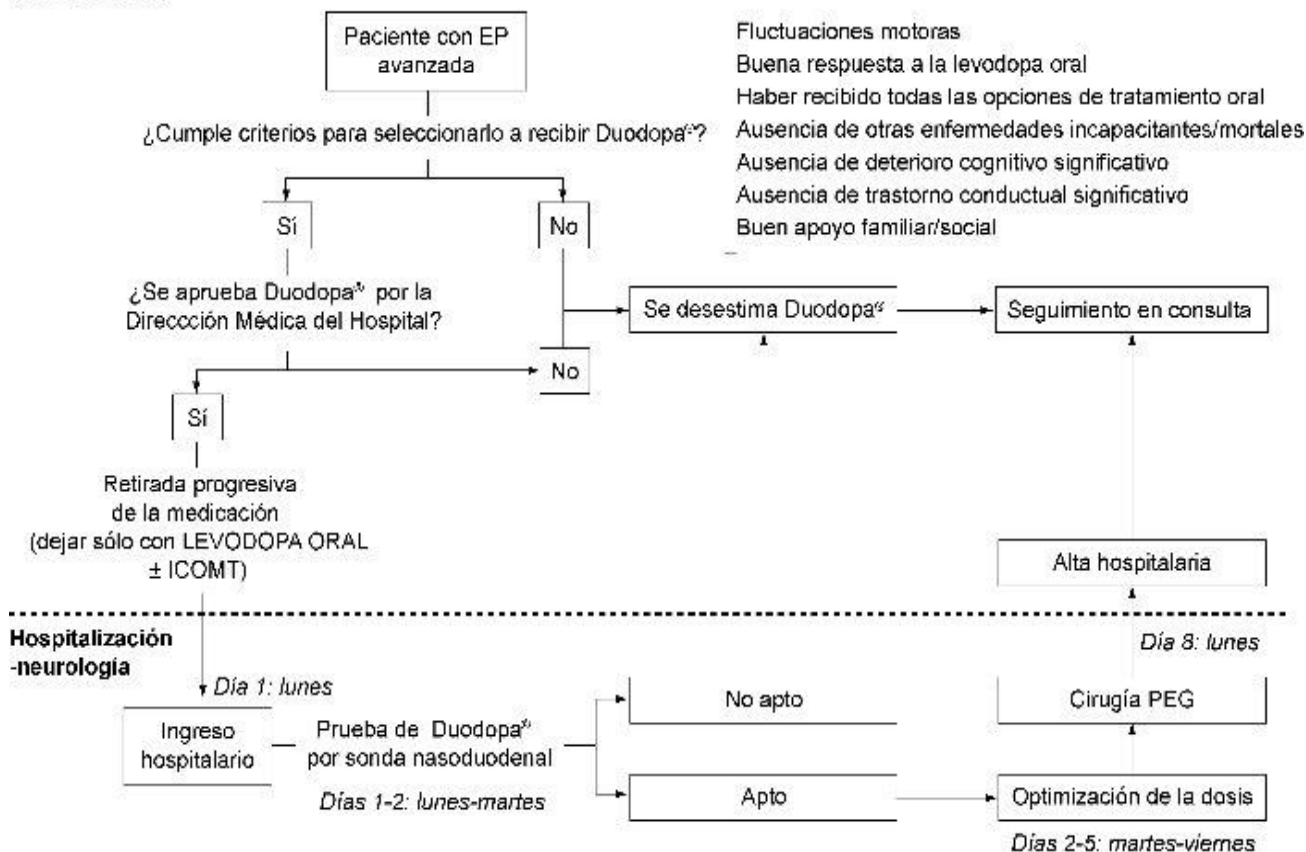 Paciente con EP
avanzada
Fluctuaciones motoras
Buena respuesta a la levodopa oral
Haber recibido todas las opciones de tratamiento oral
Ausencia de otras enfermedades incapacitantes/mortales
Ausencia de deterioro cognitivo significativo
Ausencia de trastorno conductual significativo
Buen apoyo familiar/social
¿Cumple criterios para seleccionarlo a recibir Duodopa®?
Sí
No
¿Se aprueba Duodopa® por la
Direccción Médica del Hospital?
Se desestima Duodopa®
Seguimiento en consulta
No
Sí
Retirada progresiva
de la medicación
(dejar sólo con LEVODOPA ORAL
± ICOMT)
Alta hospitalaria
Hospitalización
-neurología
Día 8: lunes
Día 1: lunes
Ingreso
hospitalario
Prueba de Duodopa®
por sonda nasoduodenal
Días 1-2: lunes-martes
No apto
Cirugía PEG
Apto
Optimización de la dosis
Días 2-5: martes-viernes